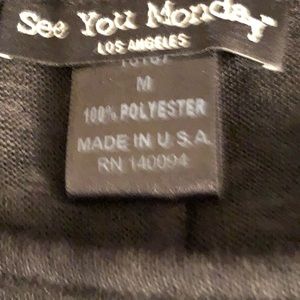 See You Monday
LOS ANGELES
M
100% POLYESTER
MADE IN U.S.A.
RN 140094